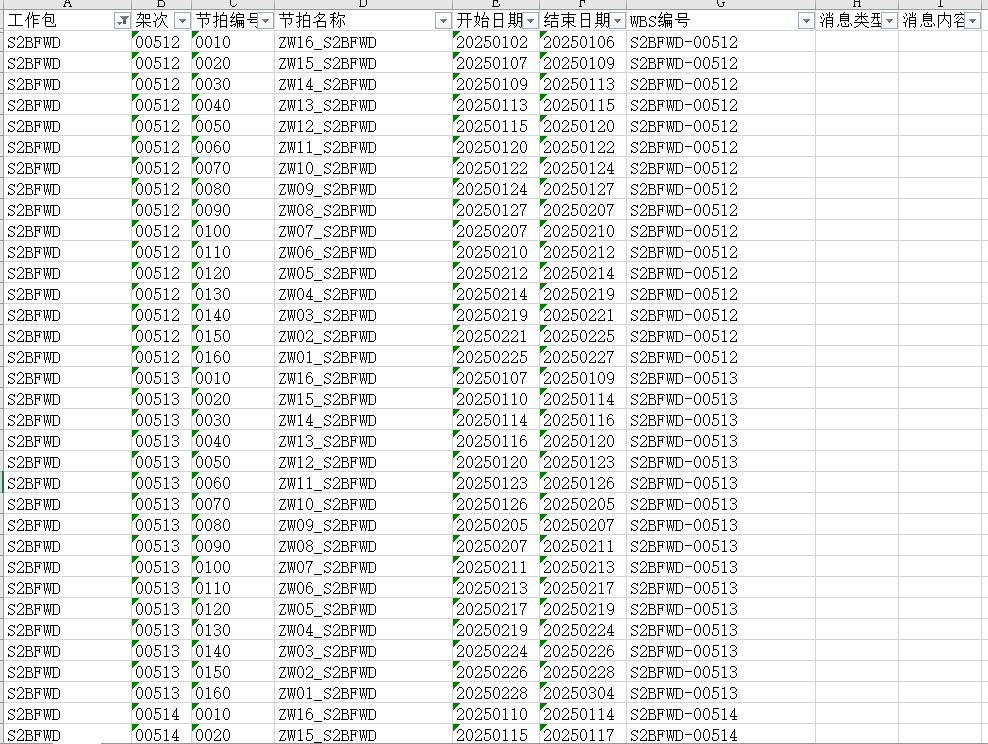 A B C D E F G H I
工作包 架次 节拍编号 节拍名称 开始日期 结束日期 WBS编号 消息类型 消息内容
S2BFWD 00512 0010 ZW16_S2BFWD 20250102 20250106 S2BFWD-00512
S2BFWD 00512 0020 ZW15_S2BFWD 20250107 20250109 S2BFWD-00512
S2BFWD 00512 0030 ZW14_S2BFWD 20250109 20250113 S2BFWD-00512
S2BFWD 00512 0040 ZW13_S2BFWD 20250113 20250115 S2BFWD-00512
S2BFWD 00512 0050 ZW12_S2BFWD 20250115 20250120 S2BFWD-00512
S2BFWD 00512 0060 ZW11_S2BFWD 20250120 20250122 S2BFWD-00512
S2BFWD 00512 0070 ZW10_S2BFWD 20250122 20250124 S2BFWD-00512
S2BFWD 00512 0080 ZW09_S2BFWD 20250124 20250127 S2BFWD-00512
S2BFWD 00512 0090 ZW08_S2BFWD 20250127 20250207 S2BFWD-00512
S2BFWD 00512 0100 ZW07_S2BFWD 20250207 20250210 S2BFWD-00512
S2BFWD 00512 0110 ZW06_S2BFWD 20250210 20250212 S2BFWD-00512
S2BFWD 00512 0120 ZW05_S2BFWD 20250212 20250214 S2BFWD-00512
S2BFWD 00512 0130 ZW04_S2BFWD 20250214 20250219 S2BFWD-00512
S2BFWD 00512 0140 ZW03_S2BFWD 20250219 20250221 S2BFWD-00512
S2BFWD 00512 0150 ZW02_S2BFWD 20250221 20250225 S2BFWD-00512
S2BFWD 00512 0160 ZW01_S2BFWD 20250225 20250227 S2BFWD-00512
S2BFWD 00513 0010 ZW16_S2BFWD 20250107 20250109 S2BFWD-00513
S2BFWD 00513 0020 ZW15_S2BFWD 20250110 20250114 S2BFWD-00513
S2BFWD 00513 0030 ZW14_S2BFWD 20250114 20250116 S2BFWD-00513
S2BFWD 00513 0040 ZW13_S2BFWD 20250116 20250120 S2BFWD-00513
S2BFWD 00513 0050 ZW12_S2BFWD 20250120 20250123 S2BFWD-00513
S2BFWD 00513 0060 ZW11_S2BFWD 20250123 20250126 S2BFWD-00513
S2BFWD 00513 0070 ZW10_S2BFWD 20250126 20250205 S2BFWD-00513
S2BFWD 00513 0080 ZW09_S2BFWD 20250205 20250207 S2BFWD-00513
S2BFWD 00513 0090 ZW08_S2BFWD 20250207 20250211 S2BFWD-00513
S2BFWD 00513 0100 ZW07_S2BFWD 20250211 20250213 S2BFWD-00513
S2BFWD 00513 0110 ZW06_S2BFWD 20250213 20250217 S2BFWD-00513
S2BFWD 00513 0120 ZW05_S2BFWD 20250217 20250219 S2BFWD-00513
S2BFWD 00513 0130 ZW04_S2BFWD 20250219 20250224 S2BFWD-00513
S2BFWD 00513 0140 ZW03_S2BFWD 20250224 20250226 S2BFWD-00513
S2BFWD 00513 0150 ZW02_S2BFWD 20250226 20250228 S2BFWD-00513
S2BFWD 00513 0160 ZW01_S2BFWD 20250228 20250304 S2BFWD-00513
S2BFWD 00514 0010 ZW16_S2BFWD 20250110 20250114 S2BFWD-00514
S2BFWD 00514 0020 ZW15_S2BFWD 20250115 20250117 S2BFWD-00514